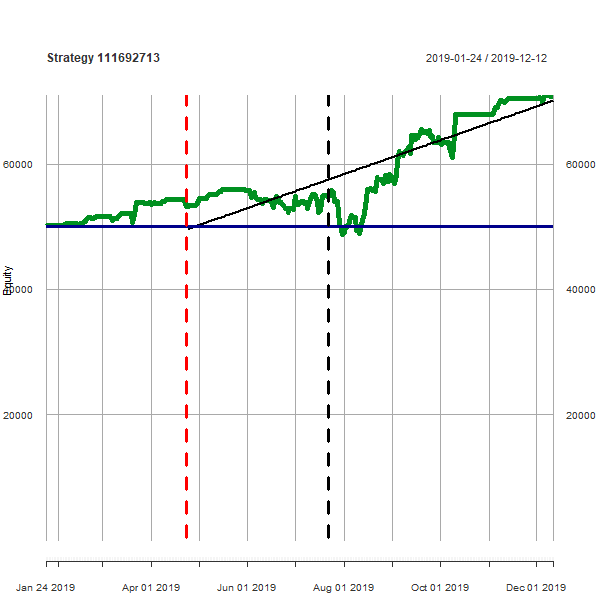 Strategy 111692713
2019-01-24 / 2019-12-12
60000
60000
Equity
40000
40000
20000
20000
Jan 24 2019
Apr 01 2019
Jun 01 2019
Aug 01 2019
Oct 01 2019
Dec 01 2019